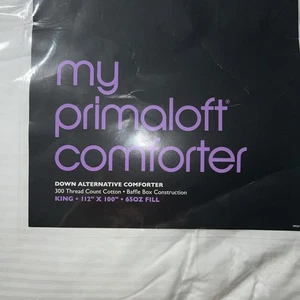 my
primaloft®
comforter
DOWN ALTERNATIVE COMFORTER
300 Thread Count Cotton • Baffle Box Construction
KING • 112" X 100" • 65OZ FILL